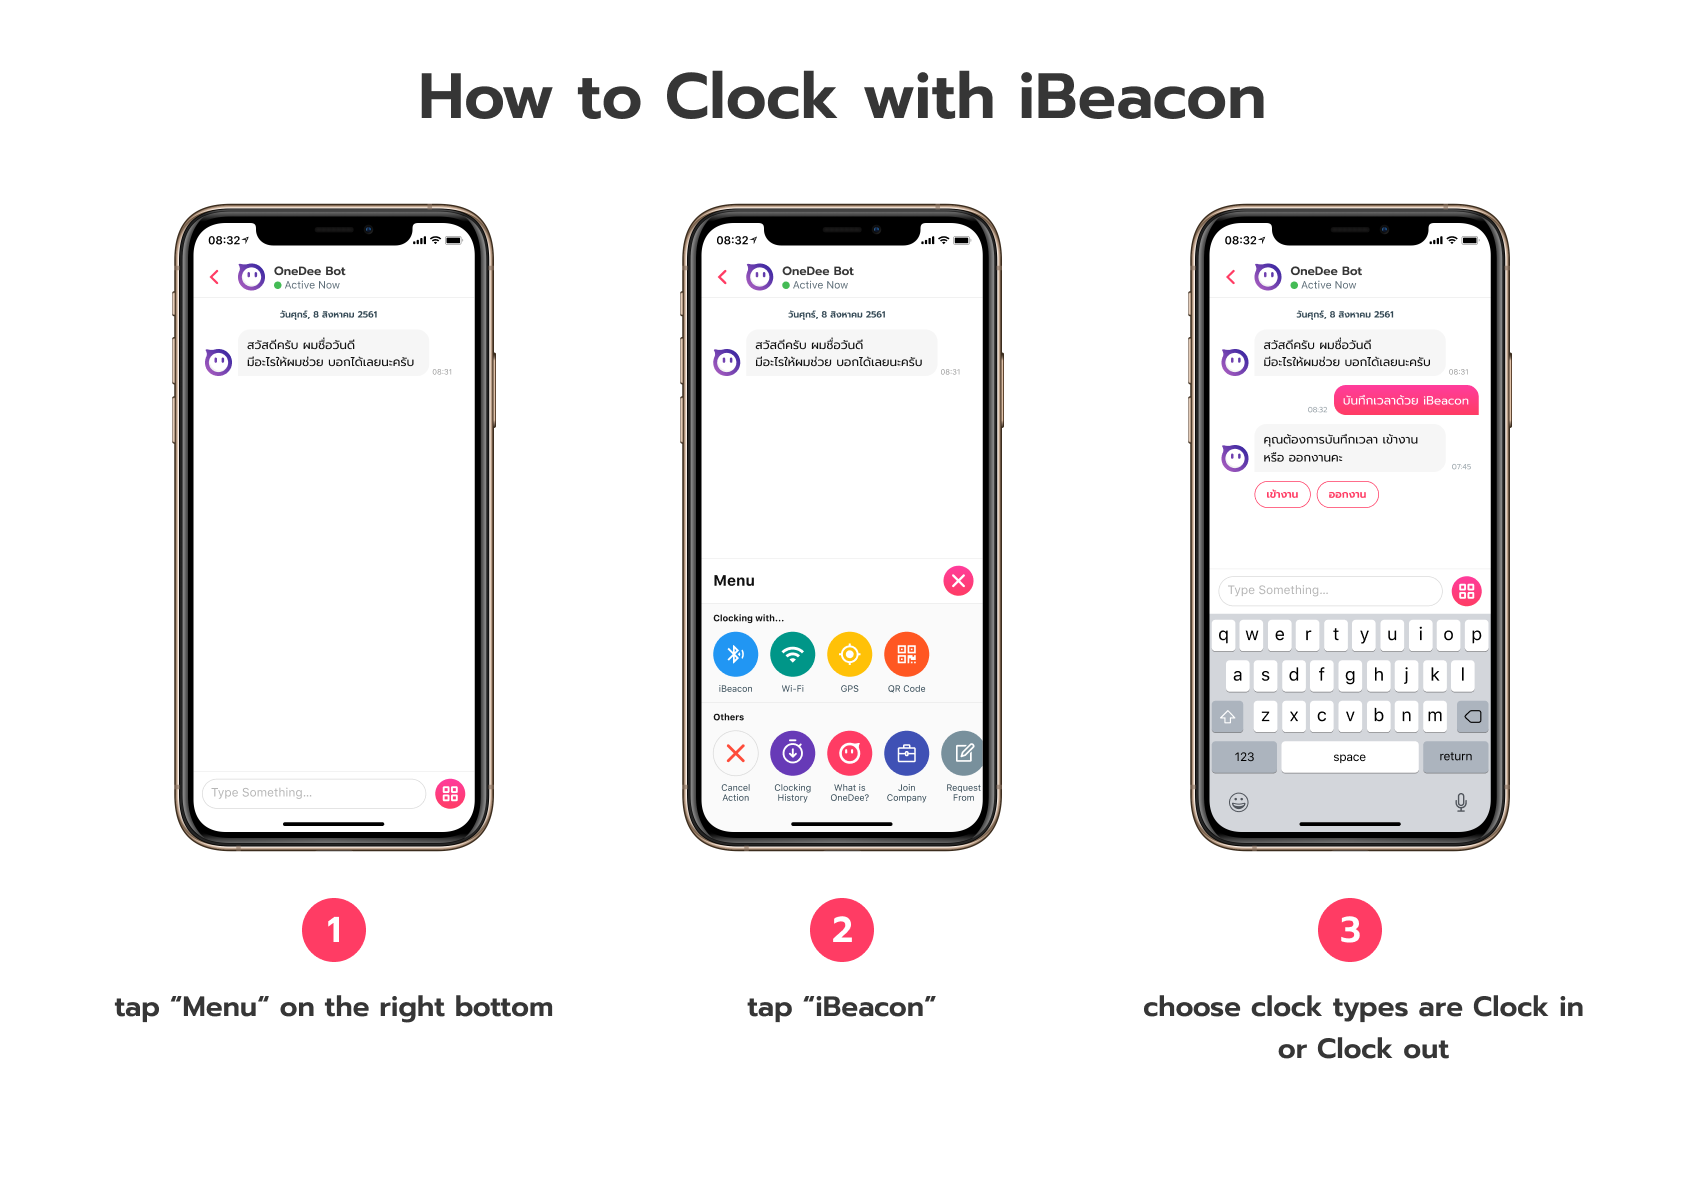 How to Clock with iBeacon
08:32
OneDee Bot
Active Now
วันศุกร์, 8 สิงหาคม 2561
สวัสดีครับ ผมชื่อวันดี
มีอะไรให้ผมช่วย บอกได้เลยนะครับ
08:31
Type Something...
1
tap “Menu“ on the right bottom
08:32
OneDee Bot
Active Now
วันศุกร์, 8 สิงหาคม 2561
สวัสดีครับ ผมชื่อวันดี
มีอะไรให้ผมช่วย บอกได้เลยนะครับ
08:31
Menu
Clocking with...
iBeacon Wi-Fi GPS QR Code
Others
Cancel Clocking What is Join Request
Action History OneDee? Company From
2
tap “iBeacon”
08:32
OneDee Bot
Active Now
วันศุกร์, 8 สิงหาคม 2561
สวัสดีครับ ผมชื่อวันดี
มีอะไรให้ผมช่วย บอกได้เลยนะครับ
08:31
บันทึกเวลาด้วย iBeacon
08:32
คุณต้องการบันทึกเวลา เข้างาน
หรือ ออกงานคะ
07:45
เข้างาน ออกงาน
Type Something...
q w e r t y u i o p
a s d f g h j k l
z x c v b n m
123 space return
3
choose clock types are Clock in
or Clock out